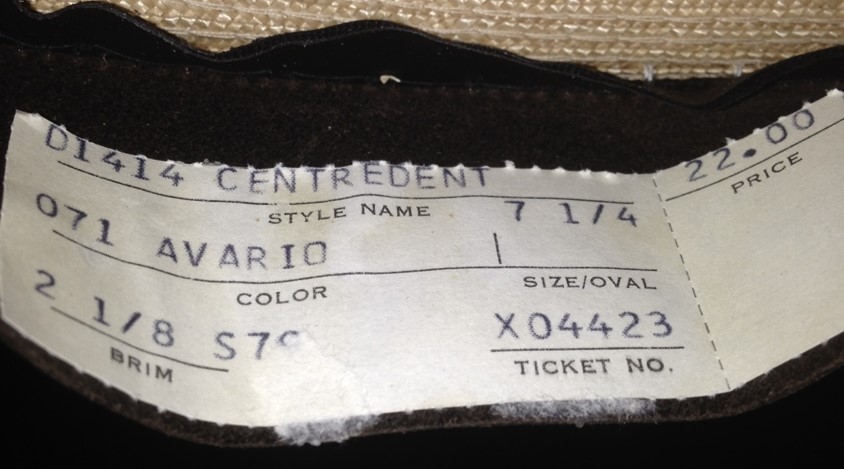 D1414 CENTREDENT 22.00
STYLE NAME PRICE
071 AVARIO 7 1/4
COLOR SIZE/OVAL
2 1/8 X04423
BRIM TICKET NO.